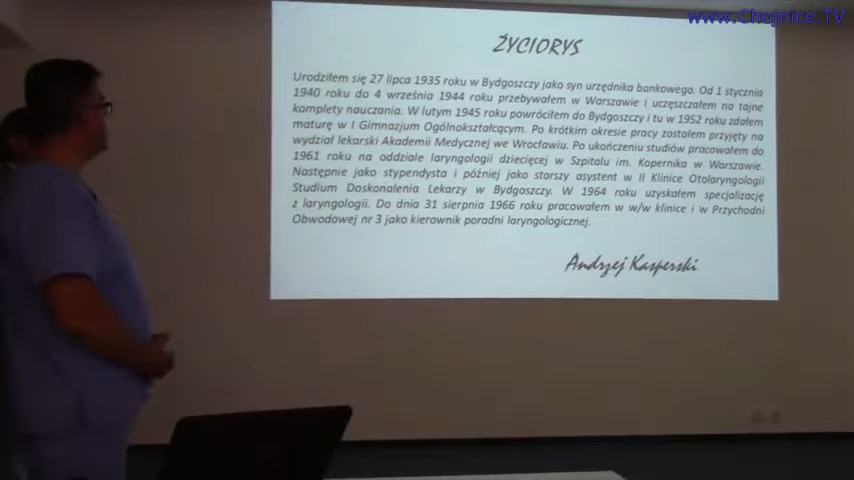 www.Chojnice.TV
ŻYCIORYS
Urodziłem się 27 lipca 1935 roku w Bydgoszczy jako syn urzędnika bankowego. Od 1 stycznia
1940 roku do 4 września 1944 roku przebywałem w Warszawie i uczęszczałem na tajne
komplety nauczania. W lutym 1945 roku powróciłem do Bydgoszczy i tu w 1952 roku zdałem
maturę w I Gimnazjum Ogólnokształcącym. Po krótkim okresie pracy zostałem przyjęty na
wydział lekarski Akademii Medycznej we Wrocławiu. Po ukończeniu studiów pracowałem do
1961 roku na oddziale laryngologii dziecięcej w Szpitalu im. Kopernika w Warszawie.
Następnie jako stypendysta i później jako starszy asystent w II Klinice Otolaryngologii
Studium Doskonalenia Lekarzy w Bydgoszczy. W 1964 roku uzyskałem specjalizację
z laryngologii. Do dnia 31 sierpnia 1966 roku pracowałem w w/w klinice i w Przychodni
Obwodowej nr 3 jako kierownik poradni laryngologicznej.
Andrzej Kasperski